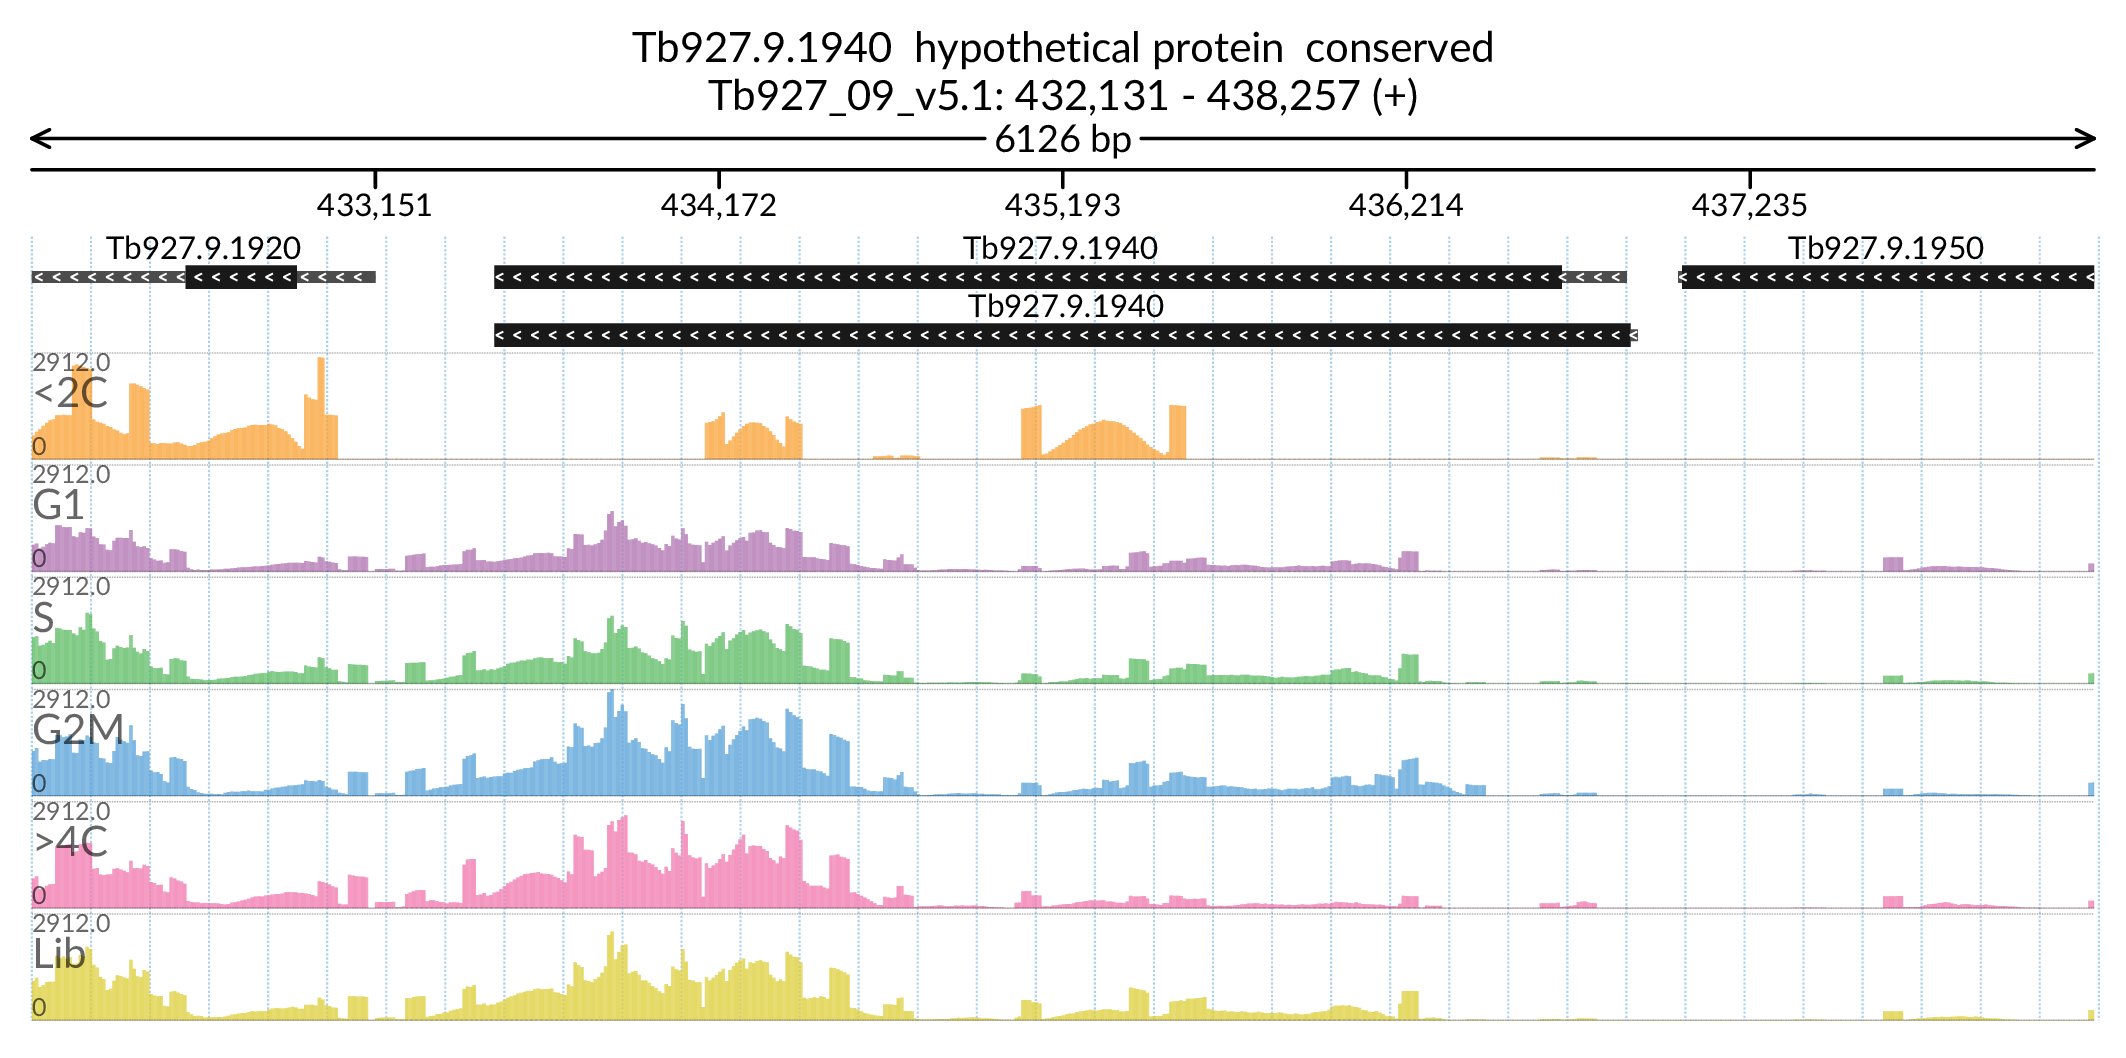 Tb927.9.1940  hypothetical protein  conserved
Tb927_09_v5.1: 432,131 - 438,257 (+)
6126 bp
433,151 434,172 435,193 436,214 437,235
Tb927.9.1920 Tb927.9.1940 Tb927.9.1950
Tb927.9.1940
2912.0
<2C
0
2912.0
G1
0
2912.0
S
0
2912.0
G2M
0
2912.0
>4C
0
2912.0
Lib
0